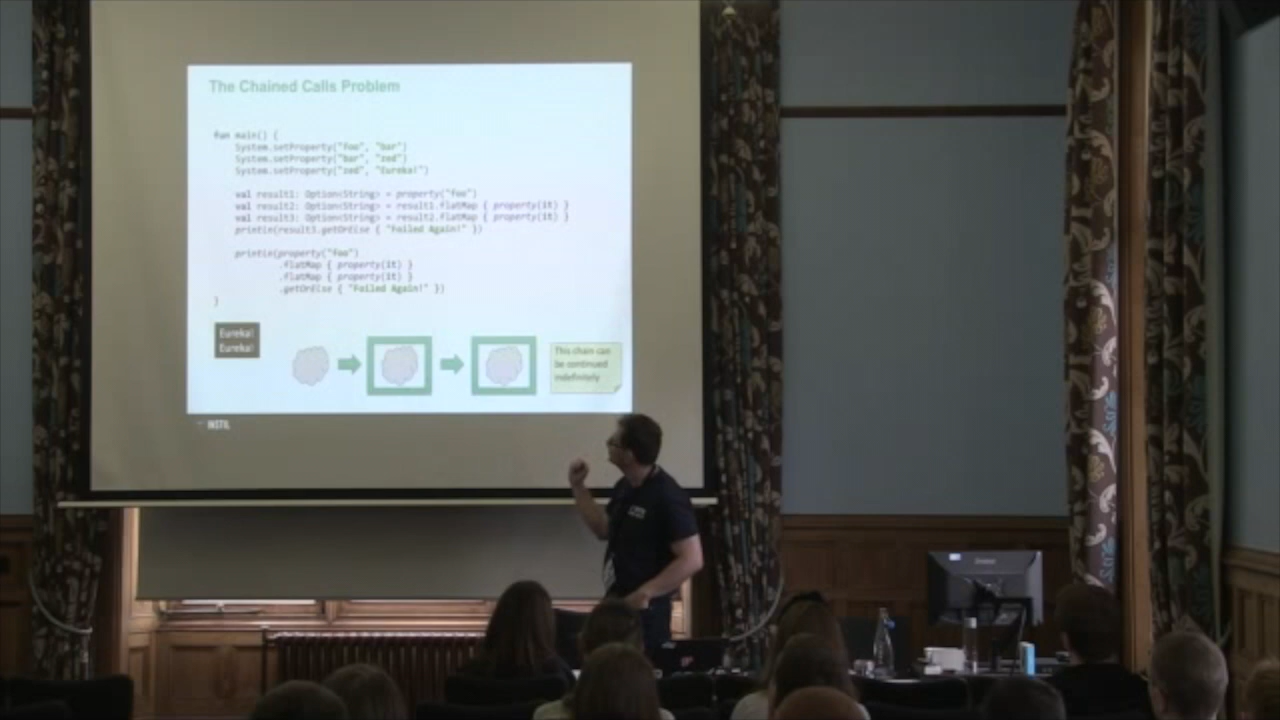 The Chained Calls Problem
fun main() {
System.setProperty("foo", "bar")
System.setProperty("bar", "zed")
System.setProperty("zed", "Eureka!")
val result1: Option<String> = property("foo")
val result2: Option<String> = result1.flatMap { property(it) }
val result3: Option<String> = result2.flatMap { property(it) }
println(result3.getOrElse { "Failed Again!" })
println(property("foo")
.flatMap { property(it) }
.flatMap { property(it) }
.getOrElse { "Failed Again!" })
}
Eureka!
Eureka!
This chain can
be continued
indefinitely
INSTIL